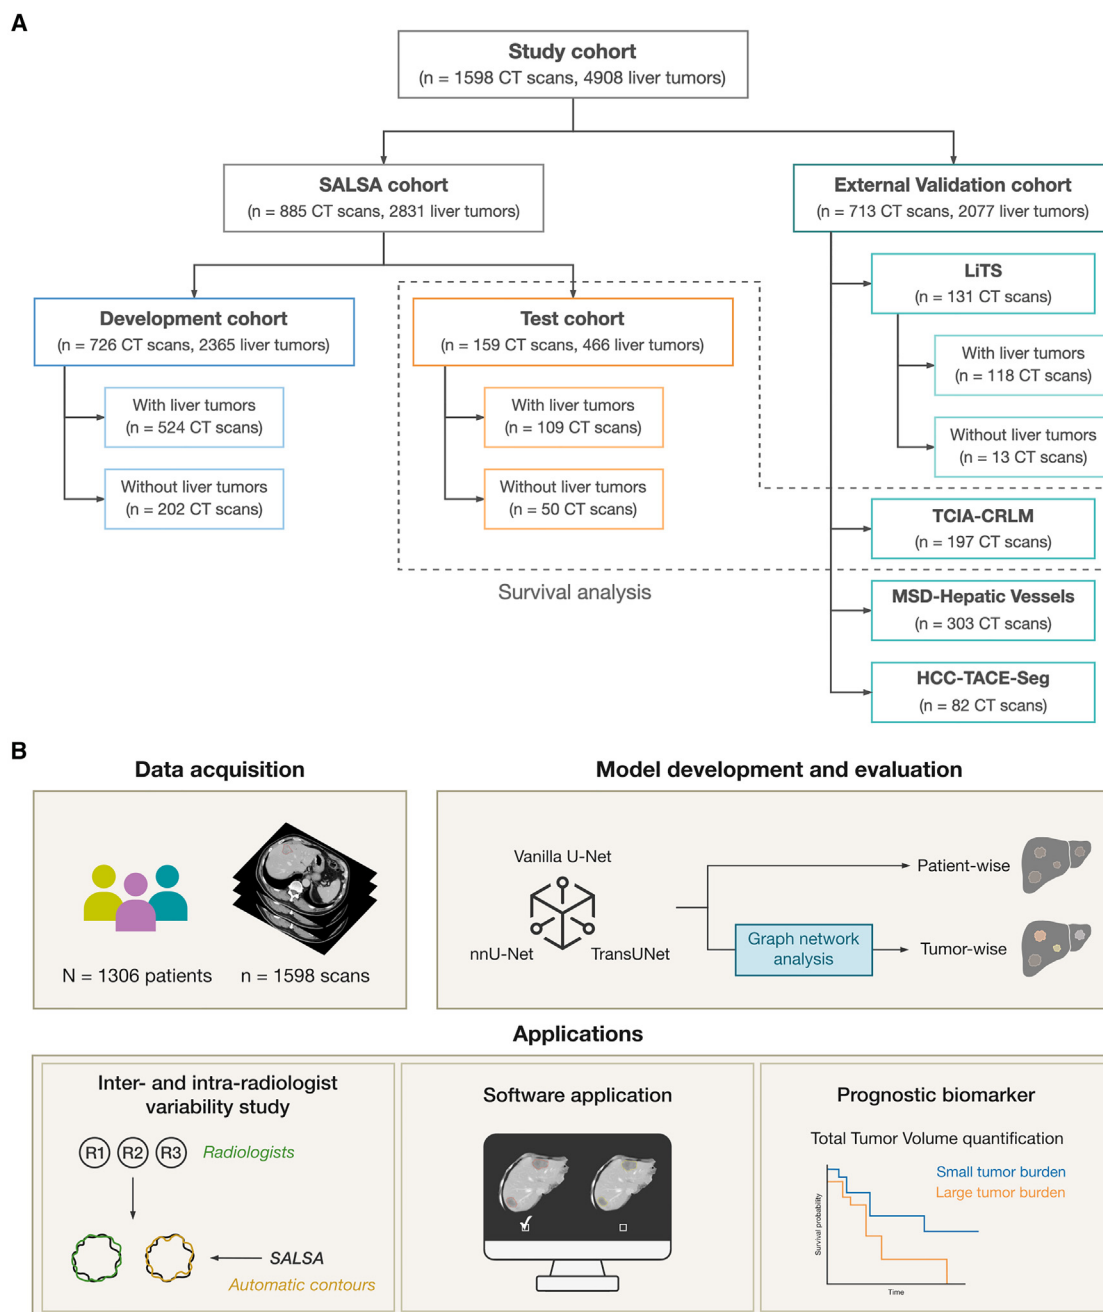 A
Study cohort
(n = 1598 CT scans, 4908 liver tumors)
SALSA cohort
(n = 885 CT scans, 2831 liver tumors)
External Validation cohort
(n = 713 CT scans, 2077 liver tumors)
Development cohort
(n = 726 CT scans, 2365 liver tumors)
With liver tumors
(n = 524 CT scans)
Without liver tumors
(n = 202 CT scans)
Test cohort
(n = 159 CT scans, 466 liver tumors)
With liver tumors
(n = 109 CT scans)
Without liver tumors
(n = 50 CT scans)
Survival analysis
LiTS
(n = 131 CT scans)
With liver tumors
(n = 118 CT scans)
Without liver tumors
(n = 13 CT scans)
TCIA-CRLM
(n = 197 CT scans)
MSD-Hepatic Vessels
(n = 303 CT scans)
HCC-TACE-Seg
(n = 82 CT scans)
B
Data acquisition
N = 1306 patients
n = 1598 scans
Model development and evaluation
Vanilla U-Net
nnU-Net
TransUNet
Graph network
analysis
Patient-wise
Tumor-wise
Applications
Inter- and intra-radiologist
variability study
R1 R2 R3 Radiologists
SALSA
Automatic contours
Software application
Prognostic biomarker
Total Tumor Volume quantification
Small tumor burden
Large tumor burden
Survival probability
Time